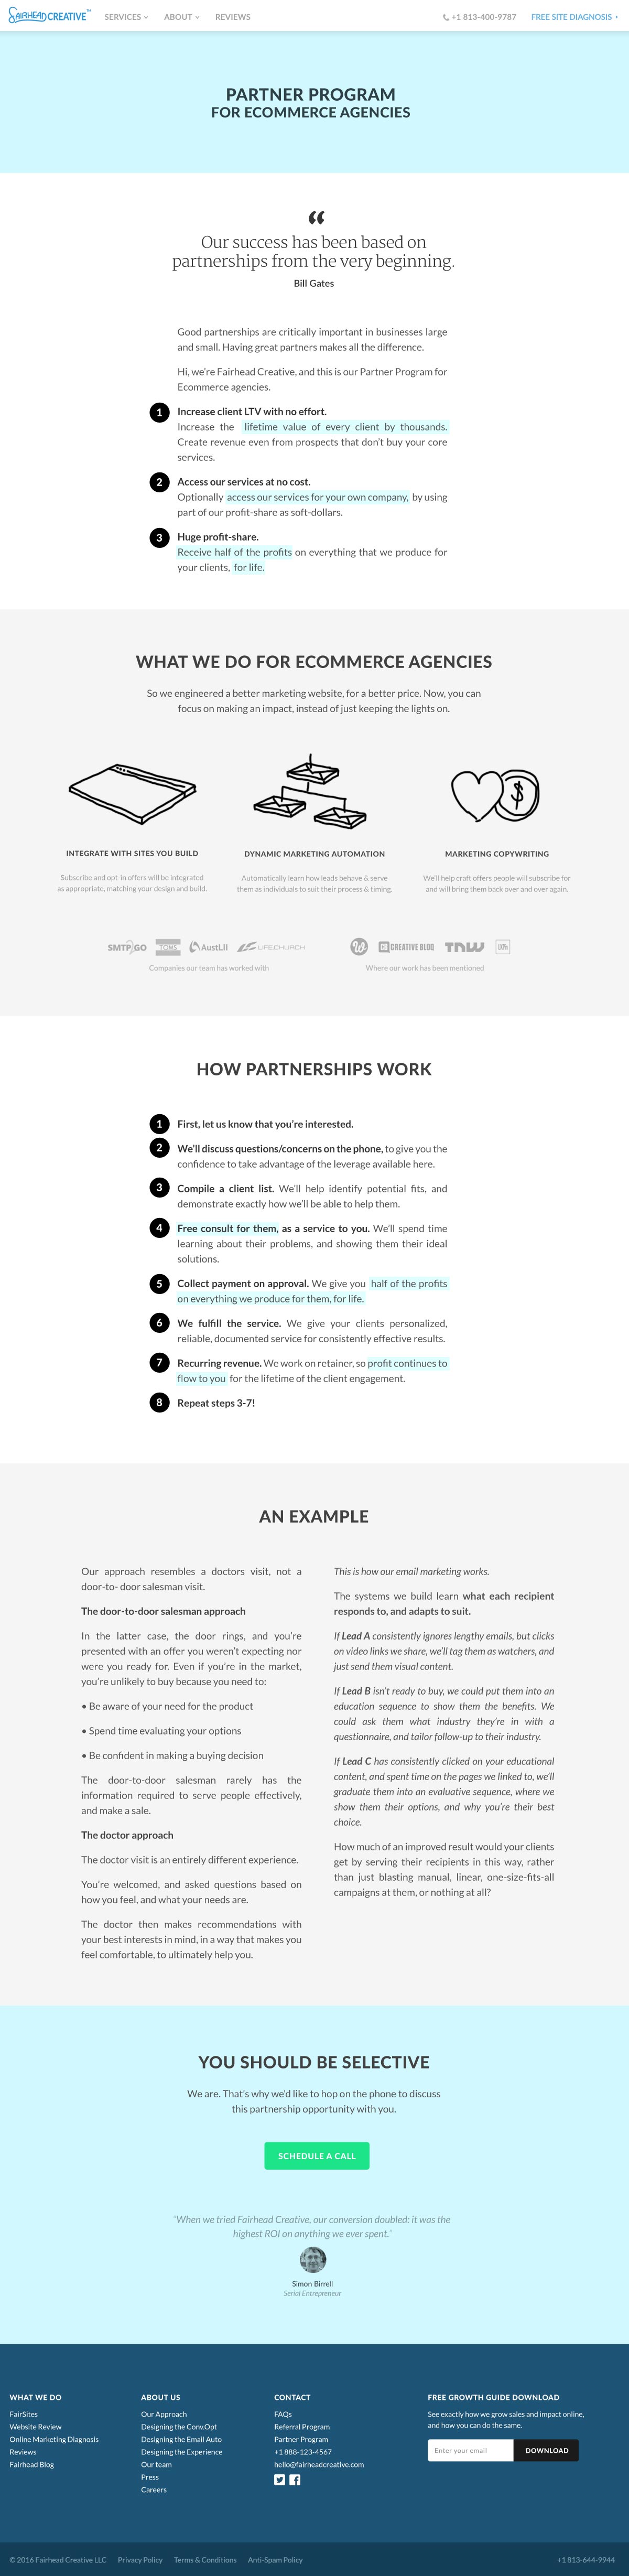 FAIRHEAD CREATIVE™ SERVICES ABOUT REVIEWS +1 813-400-9787 FREE SITE DIAGNOSIS
PARTNER PROGRAM
FOR ECOMMERCE AGENCIES
“
Our success has been based on
partnerships from the very beginning.
Bill Gates
Good partnerships are critically important in businesses large
and small. Having great partners makes all the difference.
Hi, we’re Fairhead Creative, and this is our Partner Program for
Ecommerce agencies.
1 Increase client LTV with no effort.
Increase the lifetime value of every client by thousands.
Create revenue even from prospects that don’t buy your core
services.
2 Access our services at no cost.
Optionally access our services for your own company, by using
part of our profit-share as soft-dollars.
3 Huge profit-share.
Receive half of the profits on everything that we produce for
your clients, for life.
WHAT WE DO FOR ECOMMERCE AGENCIES
So we engineered a better marketing website, for a better price. Now, you can
focus on making an impact, instead of just keeping the lights on.
$
INTEGRATE WITH SITES YOU BUILD
Subscribe and opt-in offers will be integrated
as appropriate, matching your design and build.
DYNAMIC MARKETING AUTOMATION
Automatically learn how leads behave & serve
them as individuals to suit their process & timing.
MARKETING COPYWRITING
We’ll help craft offers people will subscribe for
and will bring them back over and over again.
SMTP2GO TOMS AustLII LIFE.CHURCH
Companies our team has worked with
CREATIVE BLOQ TNW
Where our work has been mentioned
HOW PARTNERSHIPS WORK
1 First, let us know that you’re interested.
2 We’ll discuss questions/concerns on the phone, to give you the
confidence to take advantage of the leverage available here.
3 Compile a client list. We’ll help identify potential fits, and
demonstrate exactly how we’ll be able to help them.
4 Free consult for them, as a service to you. We’ll spend time
learning about their problems, and showing them their ideal
solutions.
5 Collect payment on approval. We give you half of the profits
on everything we produce for them, for life.
6 We fulfill the service. We give your clients personalized,
reliable, documented service for consistently effective results.
7 Recurring revenue. We work on retainer, so profit continues to
flow to you for the lifetime of the client engagement.
8 Repeat steps 3-7!
AN EXAMPLE
Our approach resembles a doctors visit, not a
door-to- door salesman visit.
The door-to-door salesman approach
In the latter case, the door rings, and you’re
presented with an offer you weren’t expecting nor
were you ready for. Even if you’re in the market,
you’re unlikely to buy because you need to:
• Be aware of your need for the product
• Spend time evaluating your options
• Be confident in making a buying decision
The door-to-door salesman rarely has the
information required to serve people effectively,
and make a sale.
The doctor approach
The doctor visit is an entirely different experience.
You’re welcomed, and asked questions based on
how you feel, and what your needs are.
The doctor then makes recommendations with
your best interests in mind, in a way that makes you
feel comfortable, to ultimately help you.
This is how our email marketing works.
The systems we build learn what each recipient
responds to, and adapts to suit.
If Lead A consistently ignores lengthy emails, but clicks
on video links we share, we’ll tag them as watchers, and
just send them visual content.
If Lead B isn’t ready to buy, we could put them into an
education sequence to show them the benefits. We
could ask them what industry they’re in with a
questionnaire, and tailor follow-up to their industry.
If Lead C has consistently clicked on your educational
content, and spent time on the pages we linked to, we’ll
graduate them into an evaluative sequence, where we
show them their options, and why you’re their best
choice.
How much of an improved result would your clients
get by serving their recipients in this way, rather
than just blasting manual, linear, one-size-fits-all
campaigns at them, or nothing at all?
YOU SHOULD BE SELECTIVE
We are. That’s why we’d like to hop on the phone to discuss
this partnership opportunity with you.
SCHEDULE A CALL
"When we tried Fairhead Creative, our conversion doubled: it was the
highest ROI on anything we ever spent."
Simon Birrell
Serial Entrepreneur
WHAT WE DO
FairSites
Website Review
Online Marketing Diagnosis
Reviews
Fairhead Blog
ABOUT US
Our Approach
Designing the Conv.Opt
Designing the Email Auto
Designing the Experience
Our team
Press
Careers
CONTACT
FAQs
Referral Program
Partner Program
+1 888-123-4567
hello@fairheadcreative.com
FREE GROWTH GUIDE DOWNLOAD
See exactly how we grow sales and impact online,
and how you can do the same.
Enter your email DOWNLOAD
© 2016 Fairhead Creative LLC Privacy Policy Terms & Conditions Anti-Spam Policy +1 813-644-9944